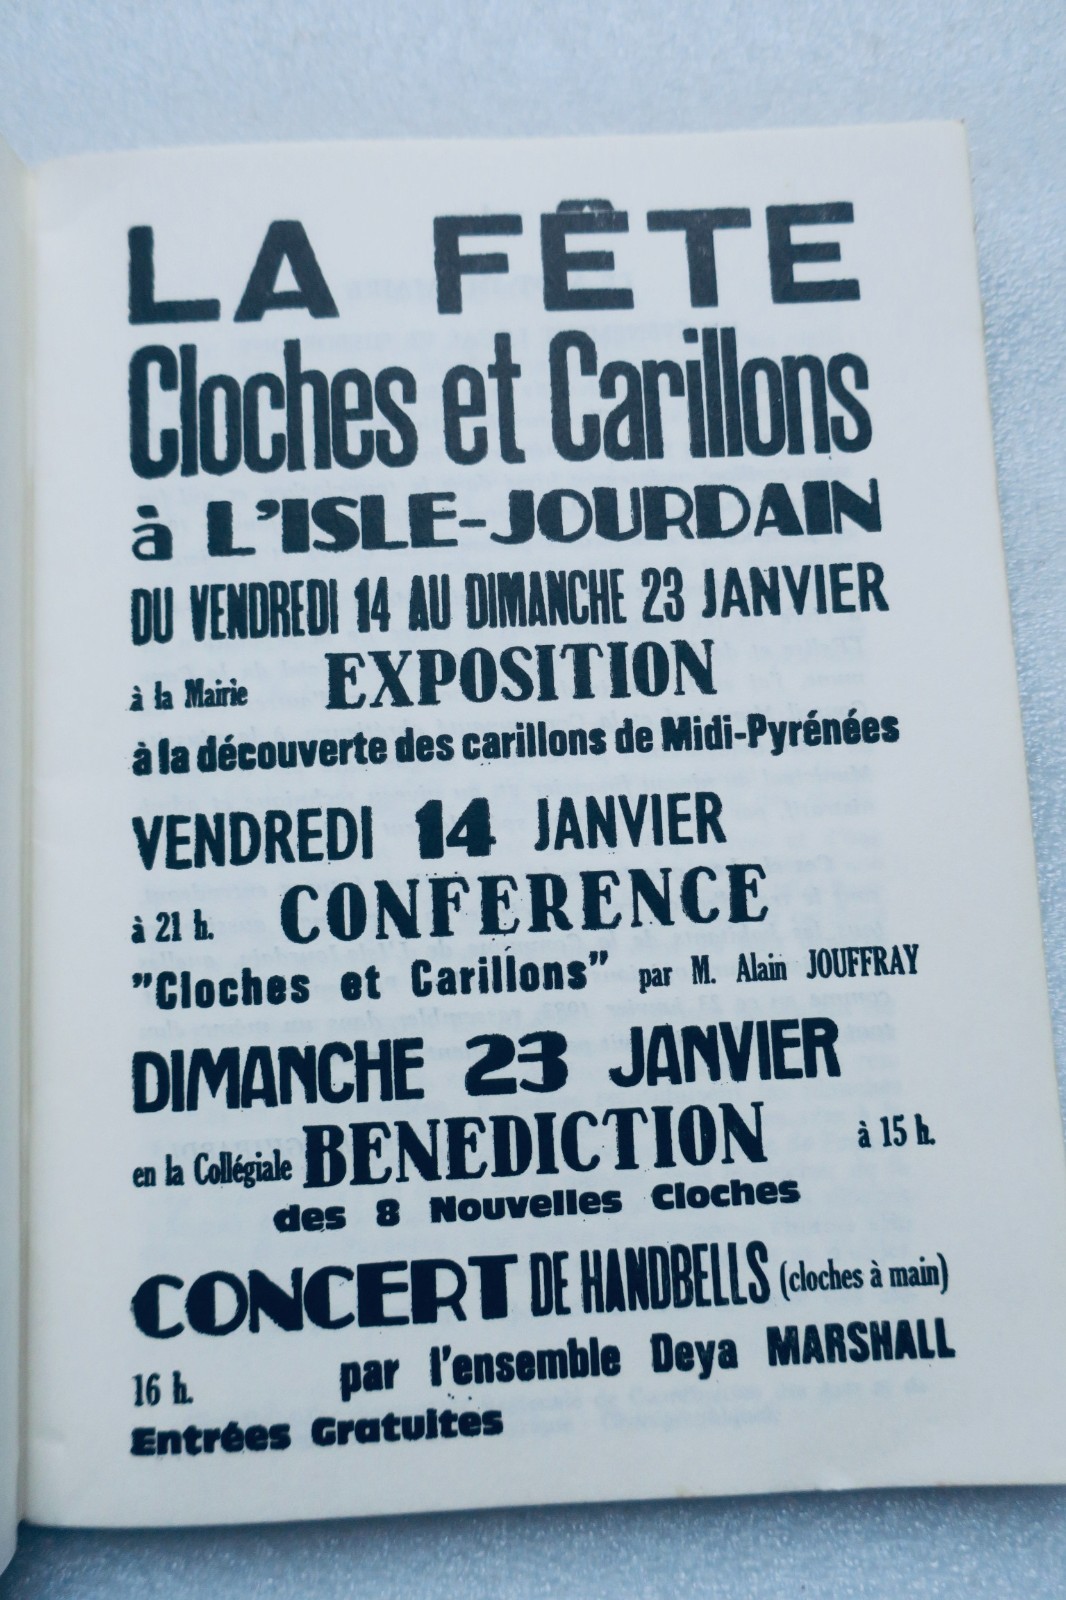 LA FÊTE
Cloches et Carillons
à L'ISLE-JOURDAIN
DU VENDREDI 14 AU DIMANCHE 23 JANVIER
à la Mairie EXPOSITION
à la découverte des carillons de Midi-Pyrénées
VENDREDI 14 JANVIER
à 21 h. CONFERENCE
"Cloches et Carillons" par M. Alain JOUFFRAY
DIMANCHE 23 JANVIER
en la Collégiale BENEDICTION à 15 h.
des 8 Nouvelles Cloches
CONCERT DE HANDBELLS (cloches à main)
16 h. par l'ensemble Deya MARSHALL
Entrées Gratuites